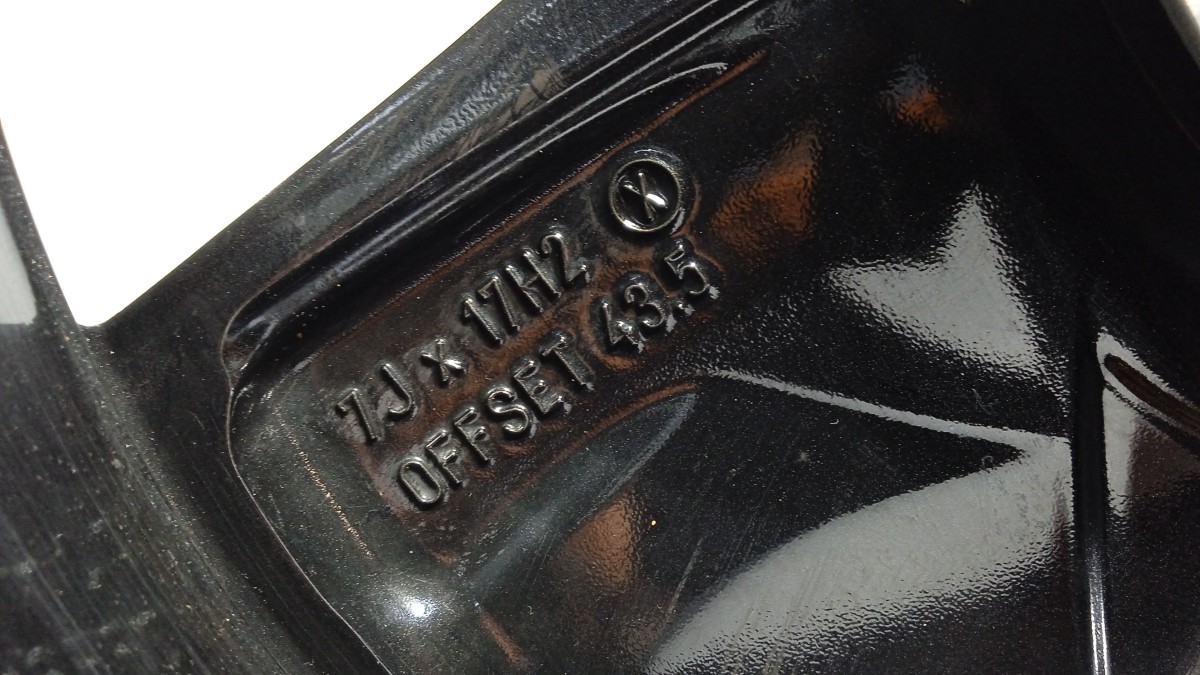 7J x 17H2 X
OFFSET 43.5